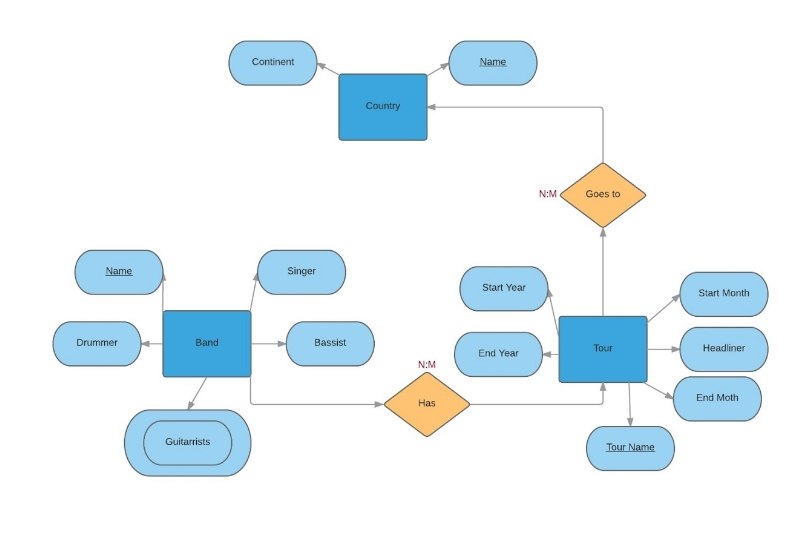 Continent
Name
Country
N:M
Goes to
Name
Singer
Start Year
Start Month
Drummer
Band
Bassist
End Year
Tour
Headliner
N:M
Has
End Moth
Guitarrists
Tour Name